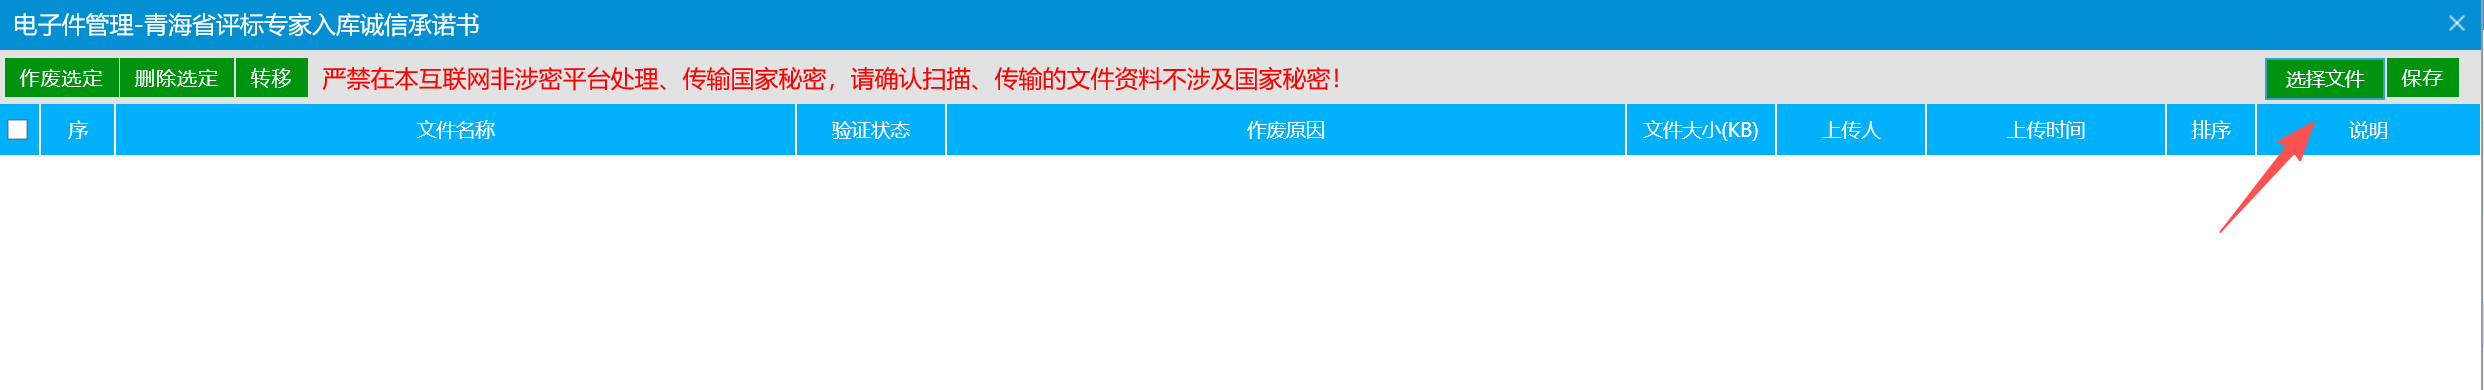 电子件管理-青海省评标专家入库诚信承诺书
作废选定 删除选定 转移 严禁在本互联网非涉密平台处理、传输国家秘密，请确认扫描、传输的文件资料不涉及国家秘密！ 选择文件 保存
序 文件名称 验证状态 作废原因 文件大小(KB) 上传人 上传时间 排序 说明